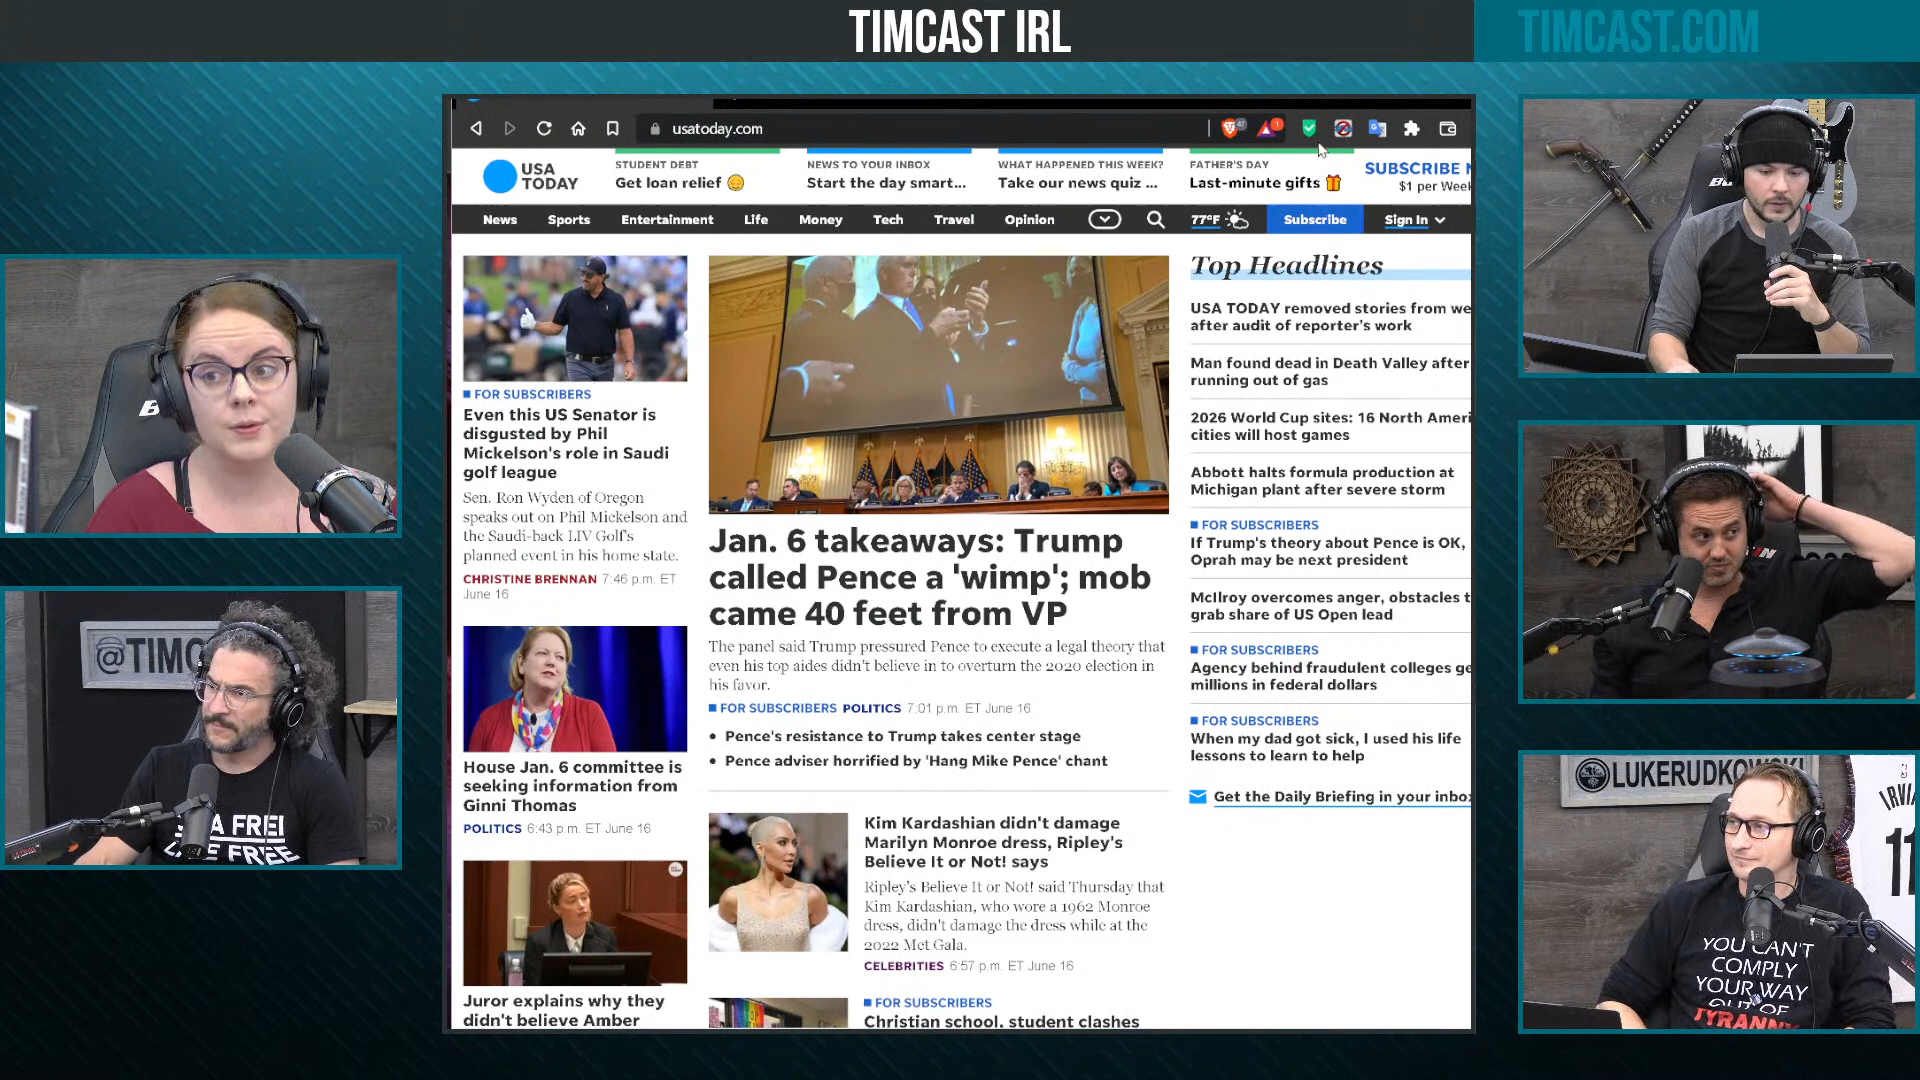 TIMCAST IRL
TIMCAST.COM
usatoday.com
47
1
USA
TODAY
STUDENT DEBT
Get loan relief
NEWS TO YOUR INBOX
Start the day smart...
WHAT HAPPENED THIS WEEK?
Take our news quiz ...
FATHER'S DAY
Last-minute gifts
SUBSCRIBE
$1 per Week
News
Sports
Entertainment
Life
Money
Tech
Travel
Opinion
77°F
Subscribe
Sign In
FOR SUBSCRIBERS
Even this US Senator is
disgusted by Phil
Mickelson's role in Saudi
golf league
Sen. Ron Wyden of Oregon
speaks out on Phil Mickelson and
the Saudi-back LIV Golf's
planned event in his home state.
CHRISTINE BRENNAN 7:46 p.m. ET
June 16
House Jan. 6 committee is
seeking information from
Ginni Thomas
POLITICS 6:43 p.m. ET June 16
Juror explains why they
didn't believe Amber
Jan. 6 takeaways: Trump
called Pence a 'wimp'; mob
came 40 feet from VP
The panel said Trump pressured Pence to execute a legal theory that
even his top aides didn't believe in to overturn the 2020 election in
his favor.
FOR SUBSCRIBERS POLITICS 7:01 p.m. ET June 16
• Pence's resistance to Trump takes center stage
• Pence adviser horrified by 'Hang Mike Pence' chant
Kim Kardashian didn't damage
Marilyn Monroe dress, Ripley's
Believe It or Not! says
Ripley's Believe It or Not! said Thursday that
Kim Kardashian, who wore a 1962 Monroe
dress, didn't damage the dress while at the
2022 Met Gala.
CELEBRITIES 6:57 p.m. ET June 16
FOR SUBSCRIBERS
Christian school, student clashes
Top Headlines
USA TODAY removed stories from we
after audit of reporter's work
Man found dead in Death Valley after
running out of gas
2026 World Cup sites: 16 North Ameri
cities will host games
Abbott halts formula production at
Michigan plant after severe storm
FOR SUBSCRIBERS
If Trump's theory about Pence is OK,
Oprah may be next president
McIlroy overcomes anger, obstacles t
grab share of US Open lead
FOR SUBSCRIBERS
Agency behind fraudulent colleges ge
millions in federal dollars
FOR SUBSCRIBERS
When my dad got sick, I used his life
lessons to learn to help
Get the Daily Briefing in your inbox
@TIMC
A FREI
FREE
LUKERUDKOWSKI
IRVI
11
YOU CAN'T
COMPLY
YOUR WAY
OUT OF
TYRANNY